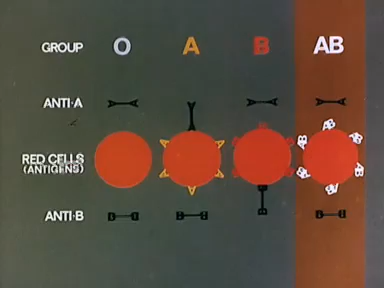 GROUP O A B AB
ANTI-A
RED CELLS
(ANTIGENS)
ANTI-B